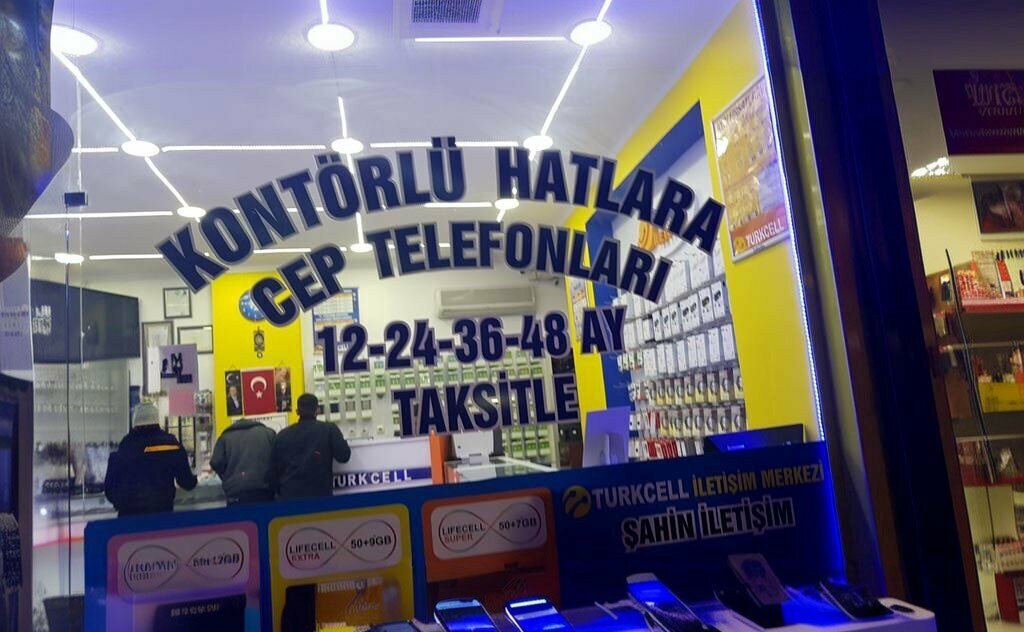 KONTÖRLÜ HATLARA
CEP TELEFONLARI
12-24-36-48 AY
TAKSİTLE
TURKCELL
TURKCELL
TURKCELL İLETİŞİM MERKEZİ
ŞAHİN İLETİŞİM
LIFECELL
EXTRA
50+9GB
LIFECELL
SUPER
50+7GB